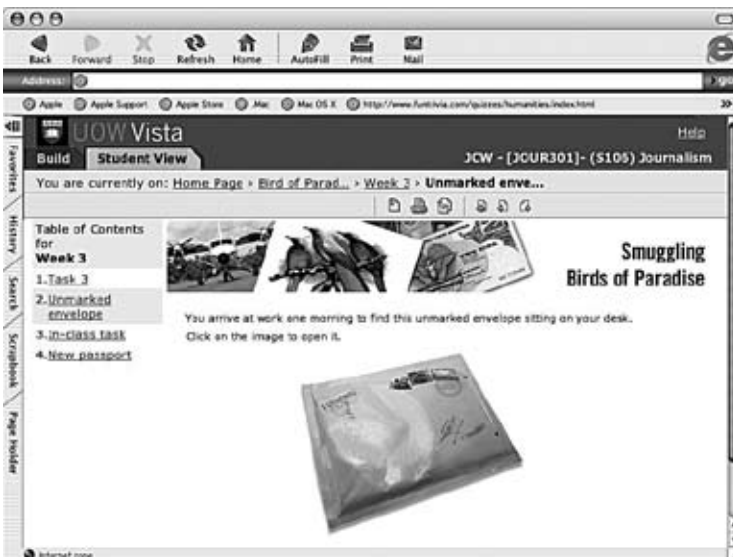 Back Forward Stop Refresh Home AutoFill Print Mail
Address: go
Apple Apple Support Apple Store .Mac Mac OS X http://www.funtrivia.com/quizzes/humanities/index.html
UOW Vista Help
Build Student View JCW - [JOUR301]- (S105) Journalism
You are currently on: Home Page › Bird of Parad... › Week 3 › Unmarked enve...
Favorites
History
Search
Scrapbook
Page Holder
Table of Contents
for
Week 3
1.Task 3
2.Unmarked
envelope
3.In-class task
4.New passport
Smuggling
Birds of Paradise
You arrive at work one morning to find this unmarked envelope sitting on your desk.
Click on the image to open it.
Internet zone